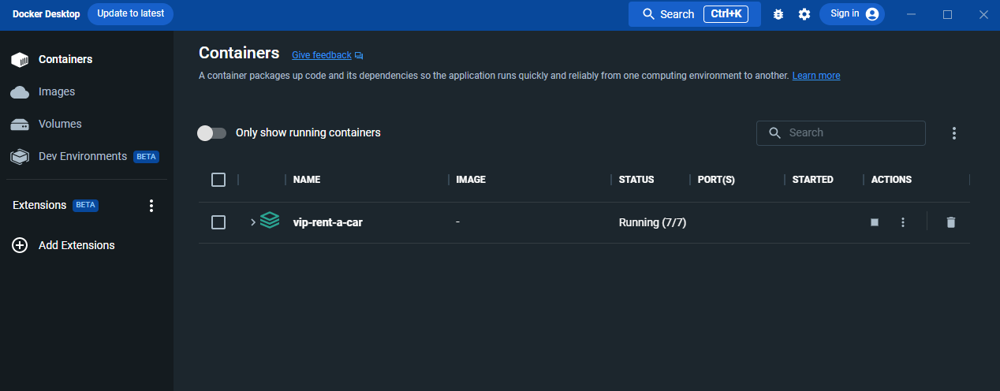 Docker Desktop Update to latest Search Ctrl+K Sign in
Containers
Images
Volumes
Dev Environments BETA
Extensions BETA
Add Extensions
Containers Give feedback
A container packages up code and its dependencies so the application runs quickly and reliably from one computing environment to another. Learn more
Only show running containers Search
NAME IMAGE STATUS PORT(S) STARTED ACTIONS
vip-rent-a-car - Running (7/7)